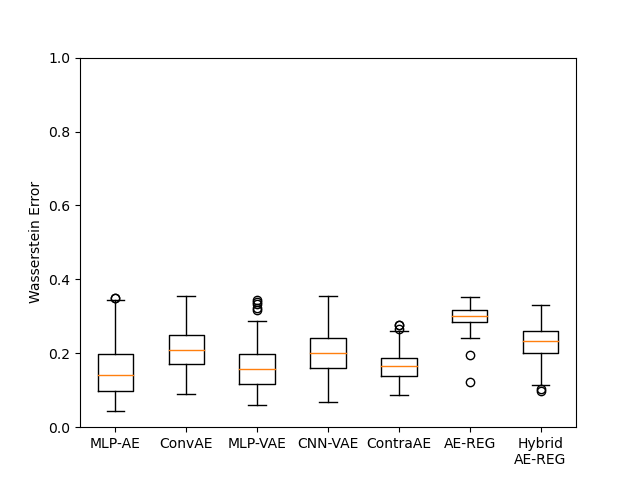 Wasserstein Error
1.0
0.8
0.6
0.4
0.2
0.0
MLP-AE ConvAE MLP-VAE CNN-VAE ContraAE AE-REG Hybrid
AE-REG